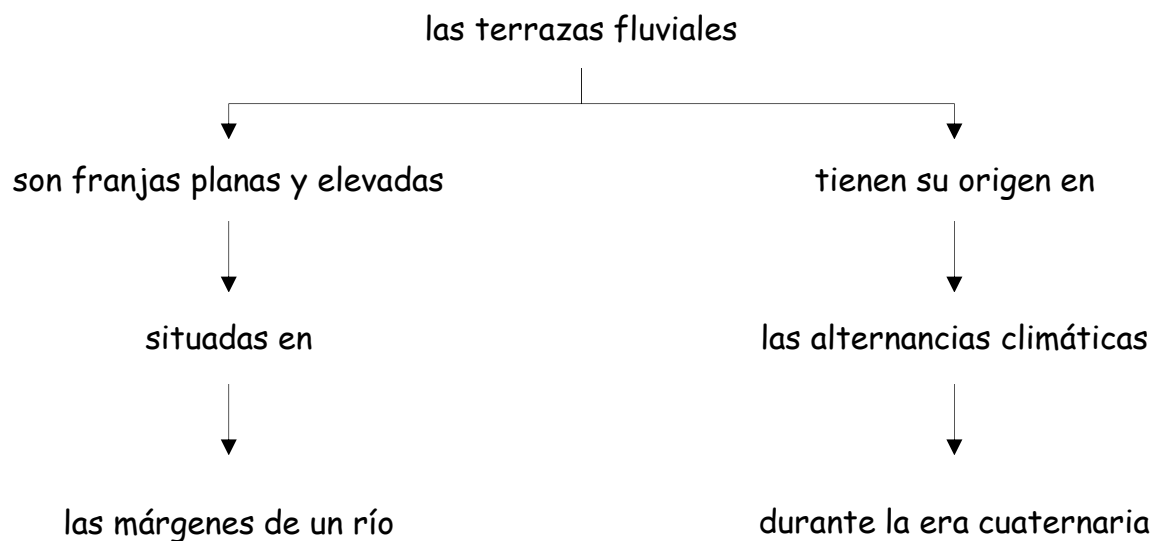 las terrazas fluviales
son franjas planas y elevadas
tienen su origen en
situadas en
las alternancias climáticas
las márgenes de un río
durante la era cuaternaria